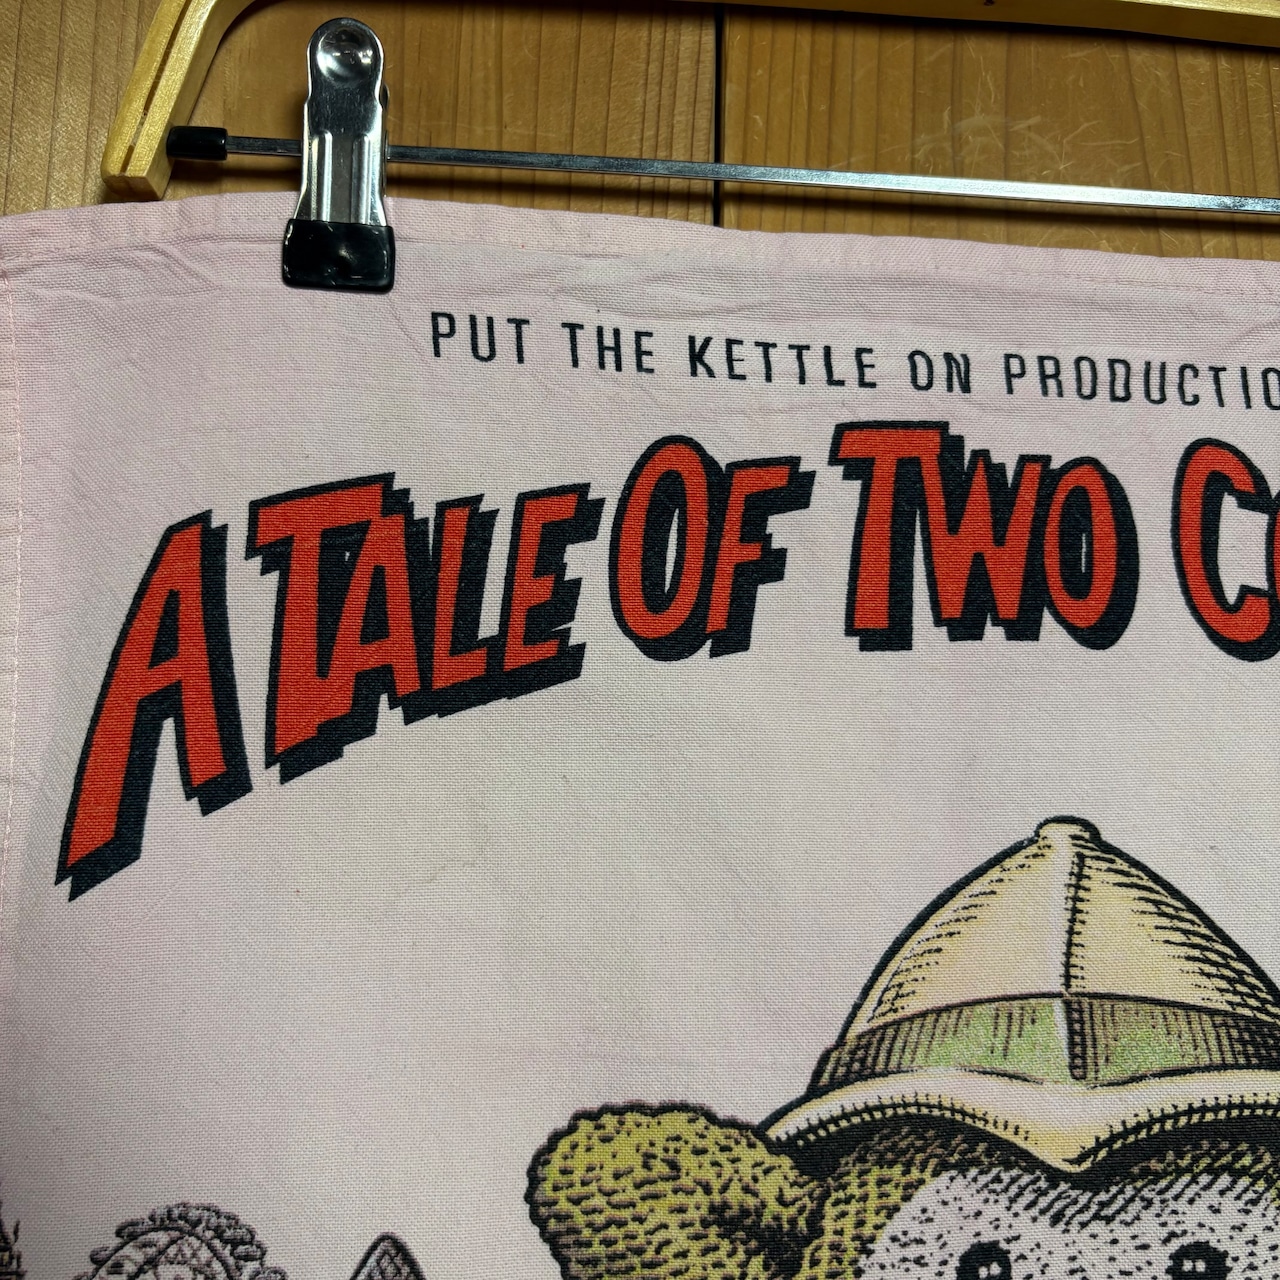 PUT THE KETTLE ON PRODUCTIO
A TALE OF TWO C